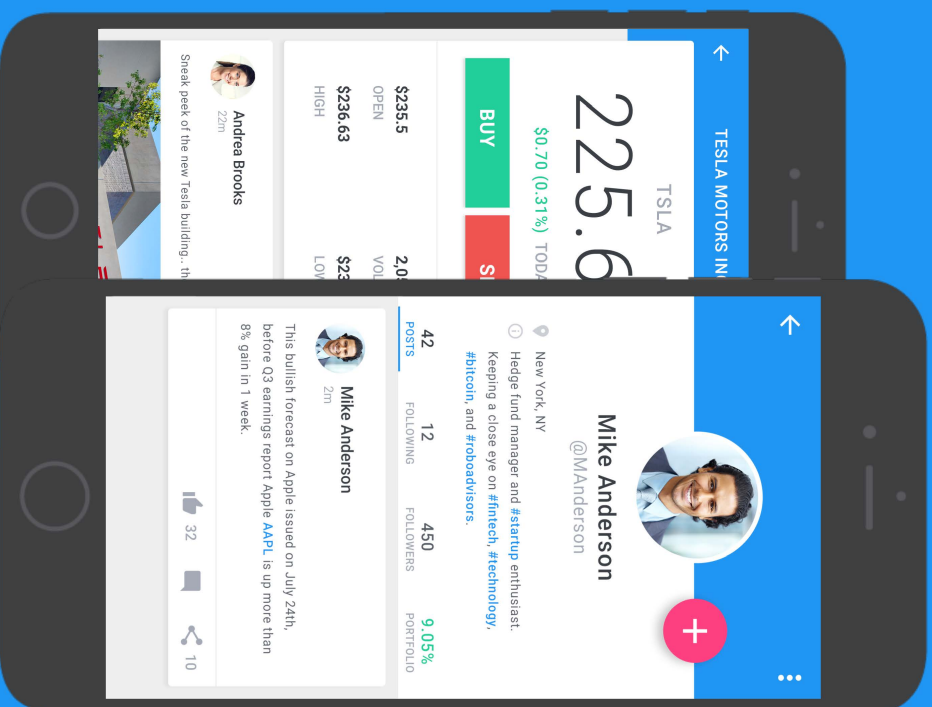 TESLA MOTORS INC
TSLA
225.6
$0.70 (0.31%) TODA
BUY
$235.5
OPEN
2,05
VOL
$236.63
HIGH
$23
LOW
Andrea Brooks
22m
Sneak peek of the new Tesla building.. th
Mike Anderson
@MAnderson
New York, NY
Hedge fund manager and #startup enthusiast.
Keeping a close eye on #fintech, #technology,
#bitcoin, and #roboadvisors.
42 12 450 9.05%
POSTS FOLLOWING FOLLOWERS PORTFOLIO
Mike Anderson
2m
This bullish forecast on Apple issued on July 24th,
before Q3 earnings report Apple AAPL is up more than
8% gain in 1 week.
32 10